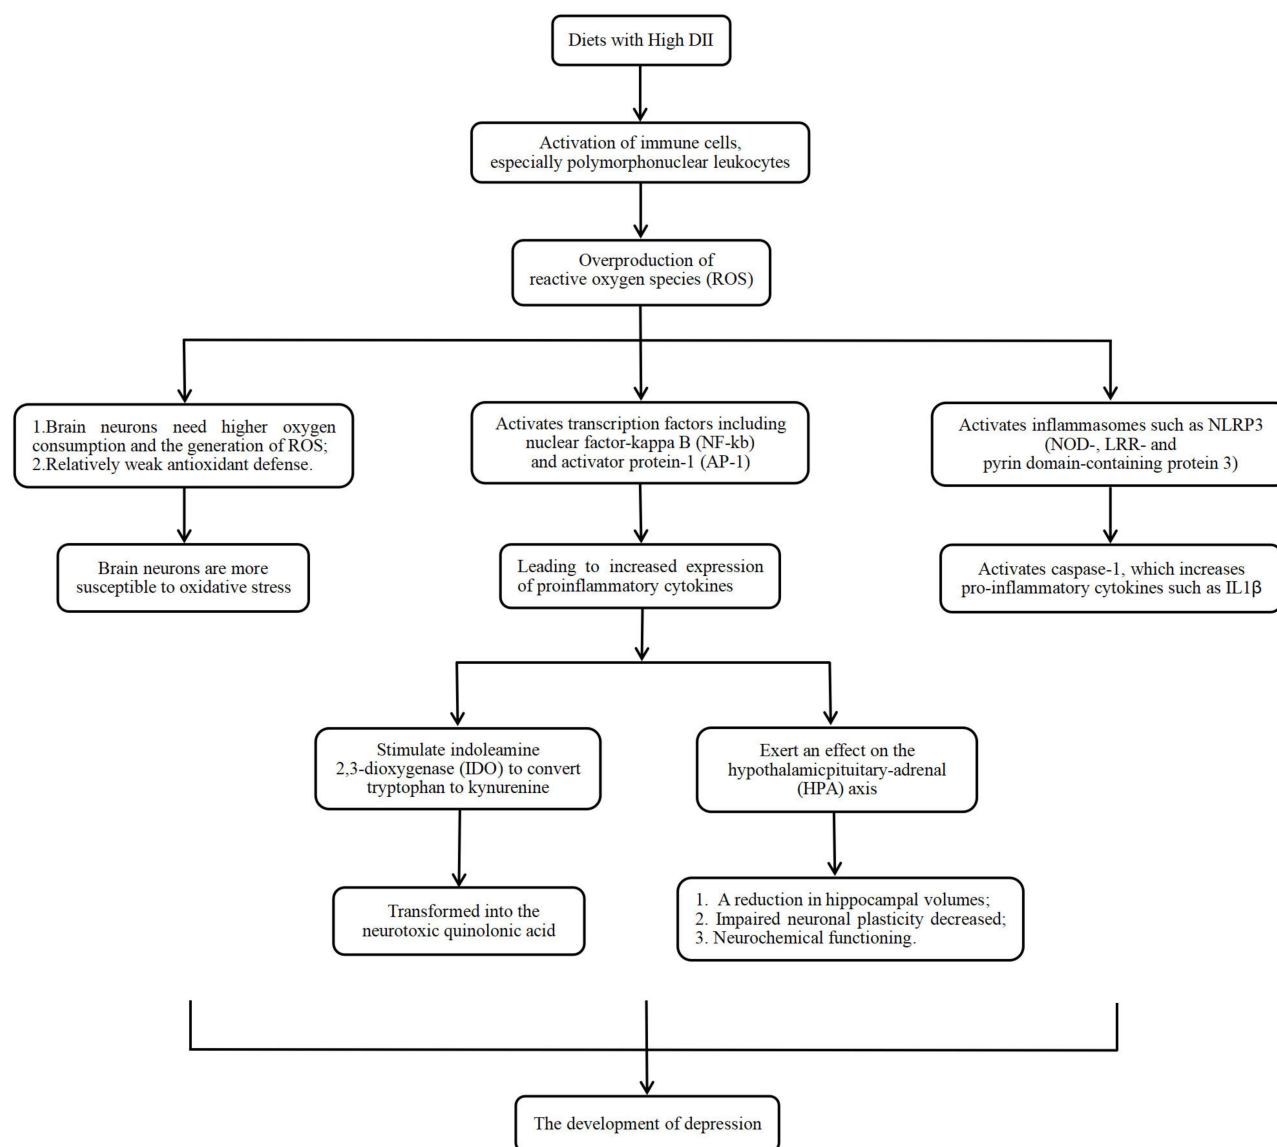 Diets with High DII
Activation of immune cells,
especially polymorphonuclear leukocytes
Overproduction of
reactive oxygen species (ROS)
1.Brain neurons need higher oxygen
consumption and the generation of ROS;
2.Relatively weak antioxidant defense.
Activates transcription factors including
nuclear factor-kappa B (NF-kb)
and activator protein-1 (AP-1)
Activates inflammasomes such as NLRP3
(NOD-, LRR- and
pyrin domain-containing protein 3)
Brain neurons are more
susceptible to oxidative stress
Leading to increased expression
of proinflammatory cytokines
Activates caspase-1, which increases
pro-inflammatory cytokines such as IL1β
Stimulate indoleamine
2,3-dioxygenase (IDO) to convert
tryptophan to kynurenine
Exert an effect on the
hypothalamicpituitary-adrenal
(HPA) axis
Transformed into the
neurotoxic quinolonic acid
1. A reduction in hippocampal volumes;
2. Impaired neuronal plasticity decreased;
3. Neurochemical functioning.
The development of depression